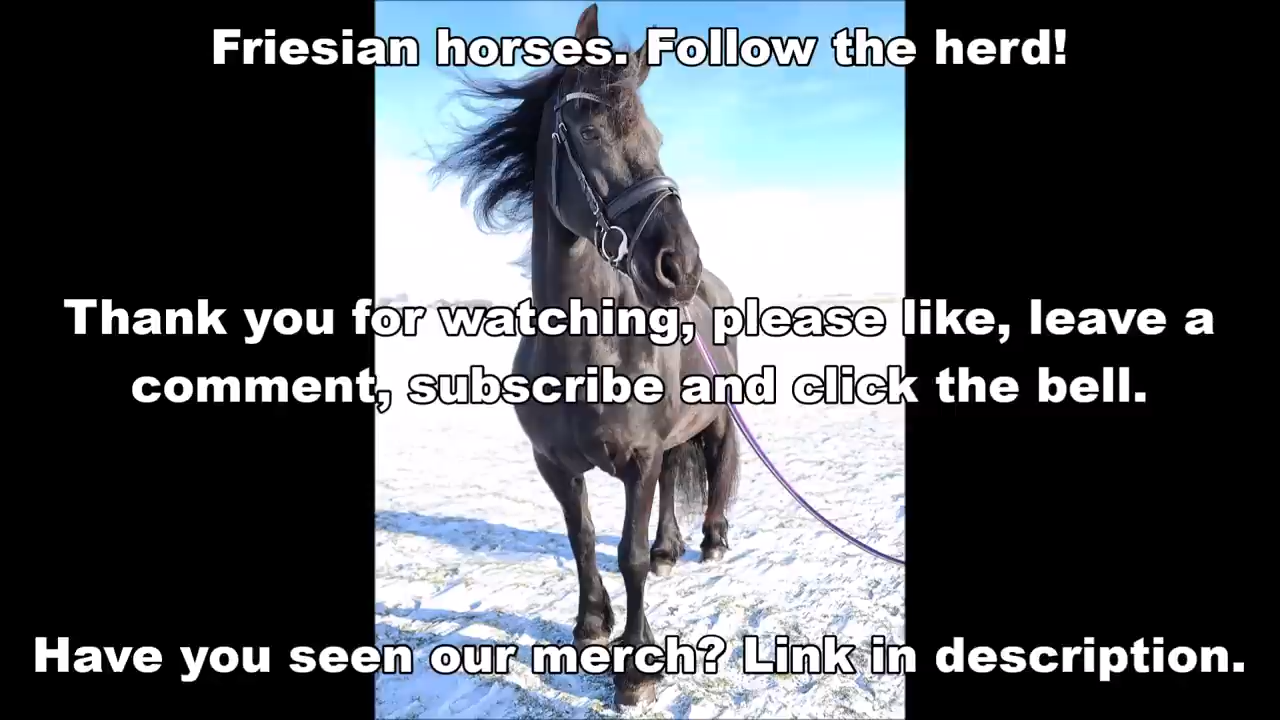 Friesian horses. Follow the herd!
Thank you for watching, please like, leave a
comment, subscribe and click the bell.
Have you seen our merch? Link in description.